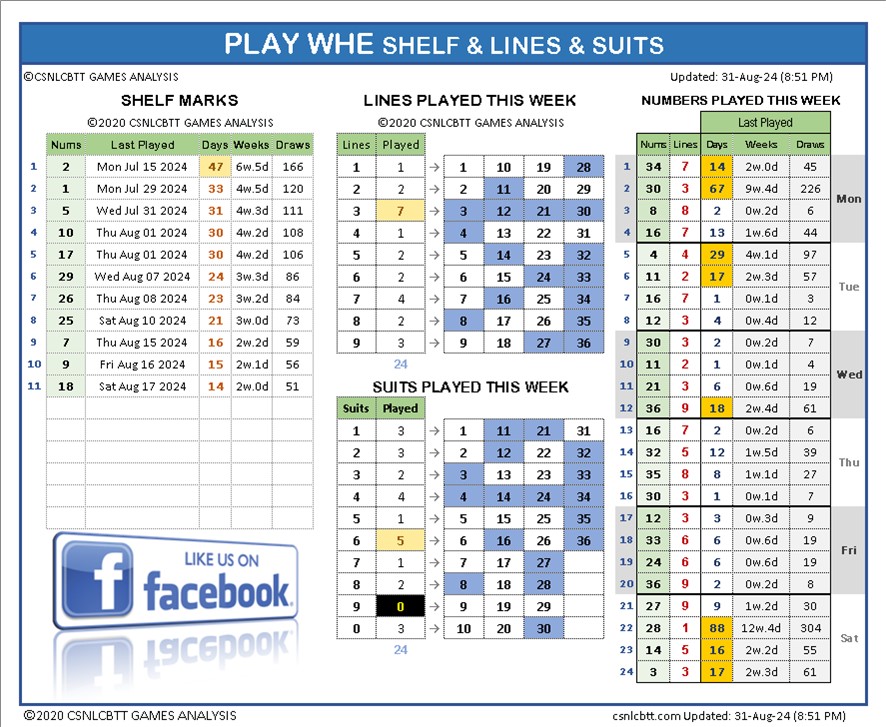 PLAY WHE SHELF & LINES & SUITS
©CSNLCBTT GAMES ANALYSIS
Updated: 31-Aug-24 (8:51 PM)
SHELF MARKS
©2020 CSNLCBTT GAMES ANALYSIS
Nums Last Played Days Weeks Draws
1 2 Mon Jul 15 2024 47 6w.5d 166
2 1 Mon Jul 29 2024 33 4w.5d 120
3 5 Wed Jul 31 2024 31 4w.3d 111
4 10 Thu Aug 01 2024 30 4w.2d 108
5 17 Thu Aug 01 2024 30 4w.2d 106
6 29 Wed Aug 07 2024 24 3w.3d 86
7 26 Thu Aug 08 2024 23 3w.2d 84
8 25 Sat Aug 10 2024 21 3w.0d 73
9 7 Thu Aug 15 2024 16 2w.2d 59
10 9 Fri Aug 16 2024 15 2w.1d 56
11 18 Sat Aug 17 2024 14 2w.0d 51
LIKE US ON
f facebook.
LINES PLAYED THIS WEEK
©2020 CSNLCBTT GAMES ANALYSIS
Lines Played
1 1 → 1 10 19 28
2 2 → 2 11 20 29
3 7 → 3 12 21 30
4 1 → 4 13 22 31
5 2 → 5 14 23 32
6 2 → 6 15 24 33
7 4 → 7 16 25 34
8 2 → 8 17 26 35
9 3 → 9 18 27 36
24
SUITS PLAYED THIS WEEK
Suits Played
1 3 → 1 11 21 31
2 3 → 2 12 22 32
3 2 → 3 13 23 33
4 4 → 4 14 24 34
5 1 → 5 15 25 35
6 5 → 6 16 26 36
7 1 → 7 17 27
8 2 → 8 18 28
9 0 → 9 19 29
0 3 → 10 20 30
24
NUMBERS PLAYED THIS WEEK
Last Played
Nums Lines Days Weeks Draws
1 34 7 14 2w.0d 45
2 30 3 67 9w.4d 226
Mon
3 8 8 2 0w.2d 6
4 16 7 13 1w.6d 44
5 4 4 29 4w.1d 97
6 11 2 17 2w.3d 57
Tue
7 16 7 1 0w.1d 3
8 12 3 4 0w.4d 12
9 30 3 2 0w.2d 7
10 11 2 1 0w.1d 4
Wed
11 21 3 6 0w.6d 19
12 36 9 18 2w.4d 61
13 16 7 2 0w.2d 6
14 32 5 12 1w.5d 39
Thu
15 35 8 8 1w.1d 27
16 30 3 1 0w.1d 7
17 12 3 3 0w.3d 9
18 33 6 6 0w.6d 19
Fri
19 24 6 6 0w.6d 19
20 36 9 2 0w.2d 8
21 27 9 9 1w.2d 30
22 28 1 88 12w.4d 304
Sat
23 14 5 16 2w.2d 55
24 3 3 17 2w.3d 61
©2020 CSNLCBTT GAMES ANALYSIS
csnlcbtt.com Updated: 31-Aug-24 (8:51 PM)